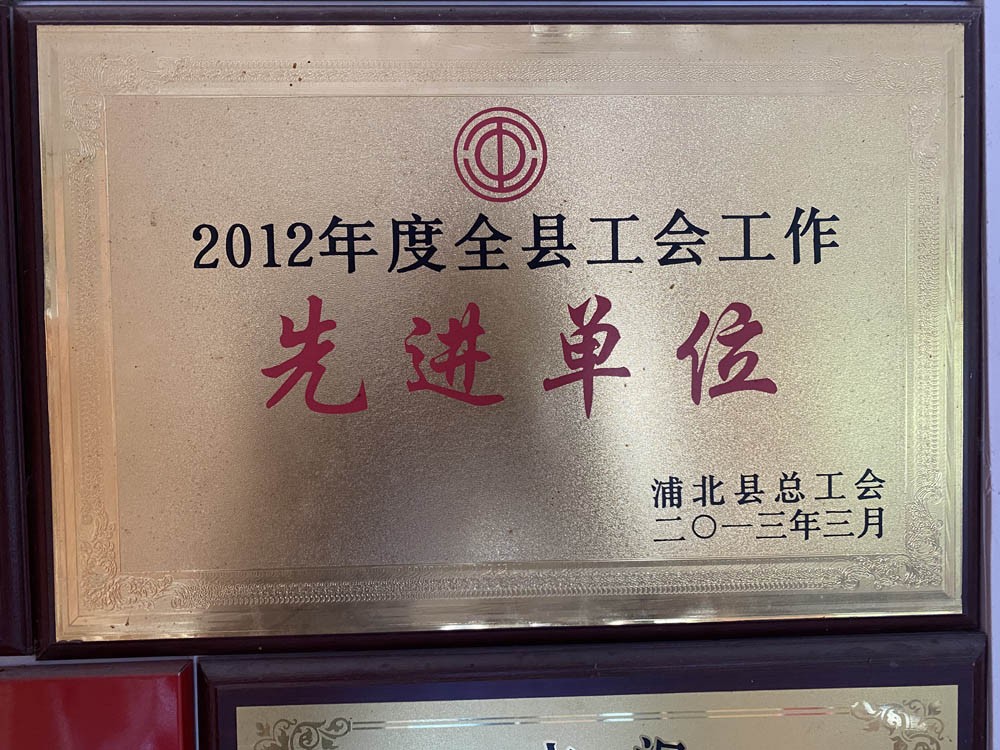 2012年度全县工会工作
先进单位
浦北县总工会
二〇一三年三月